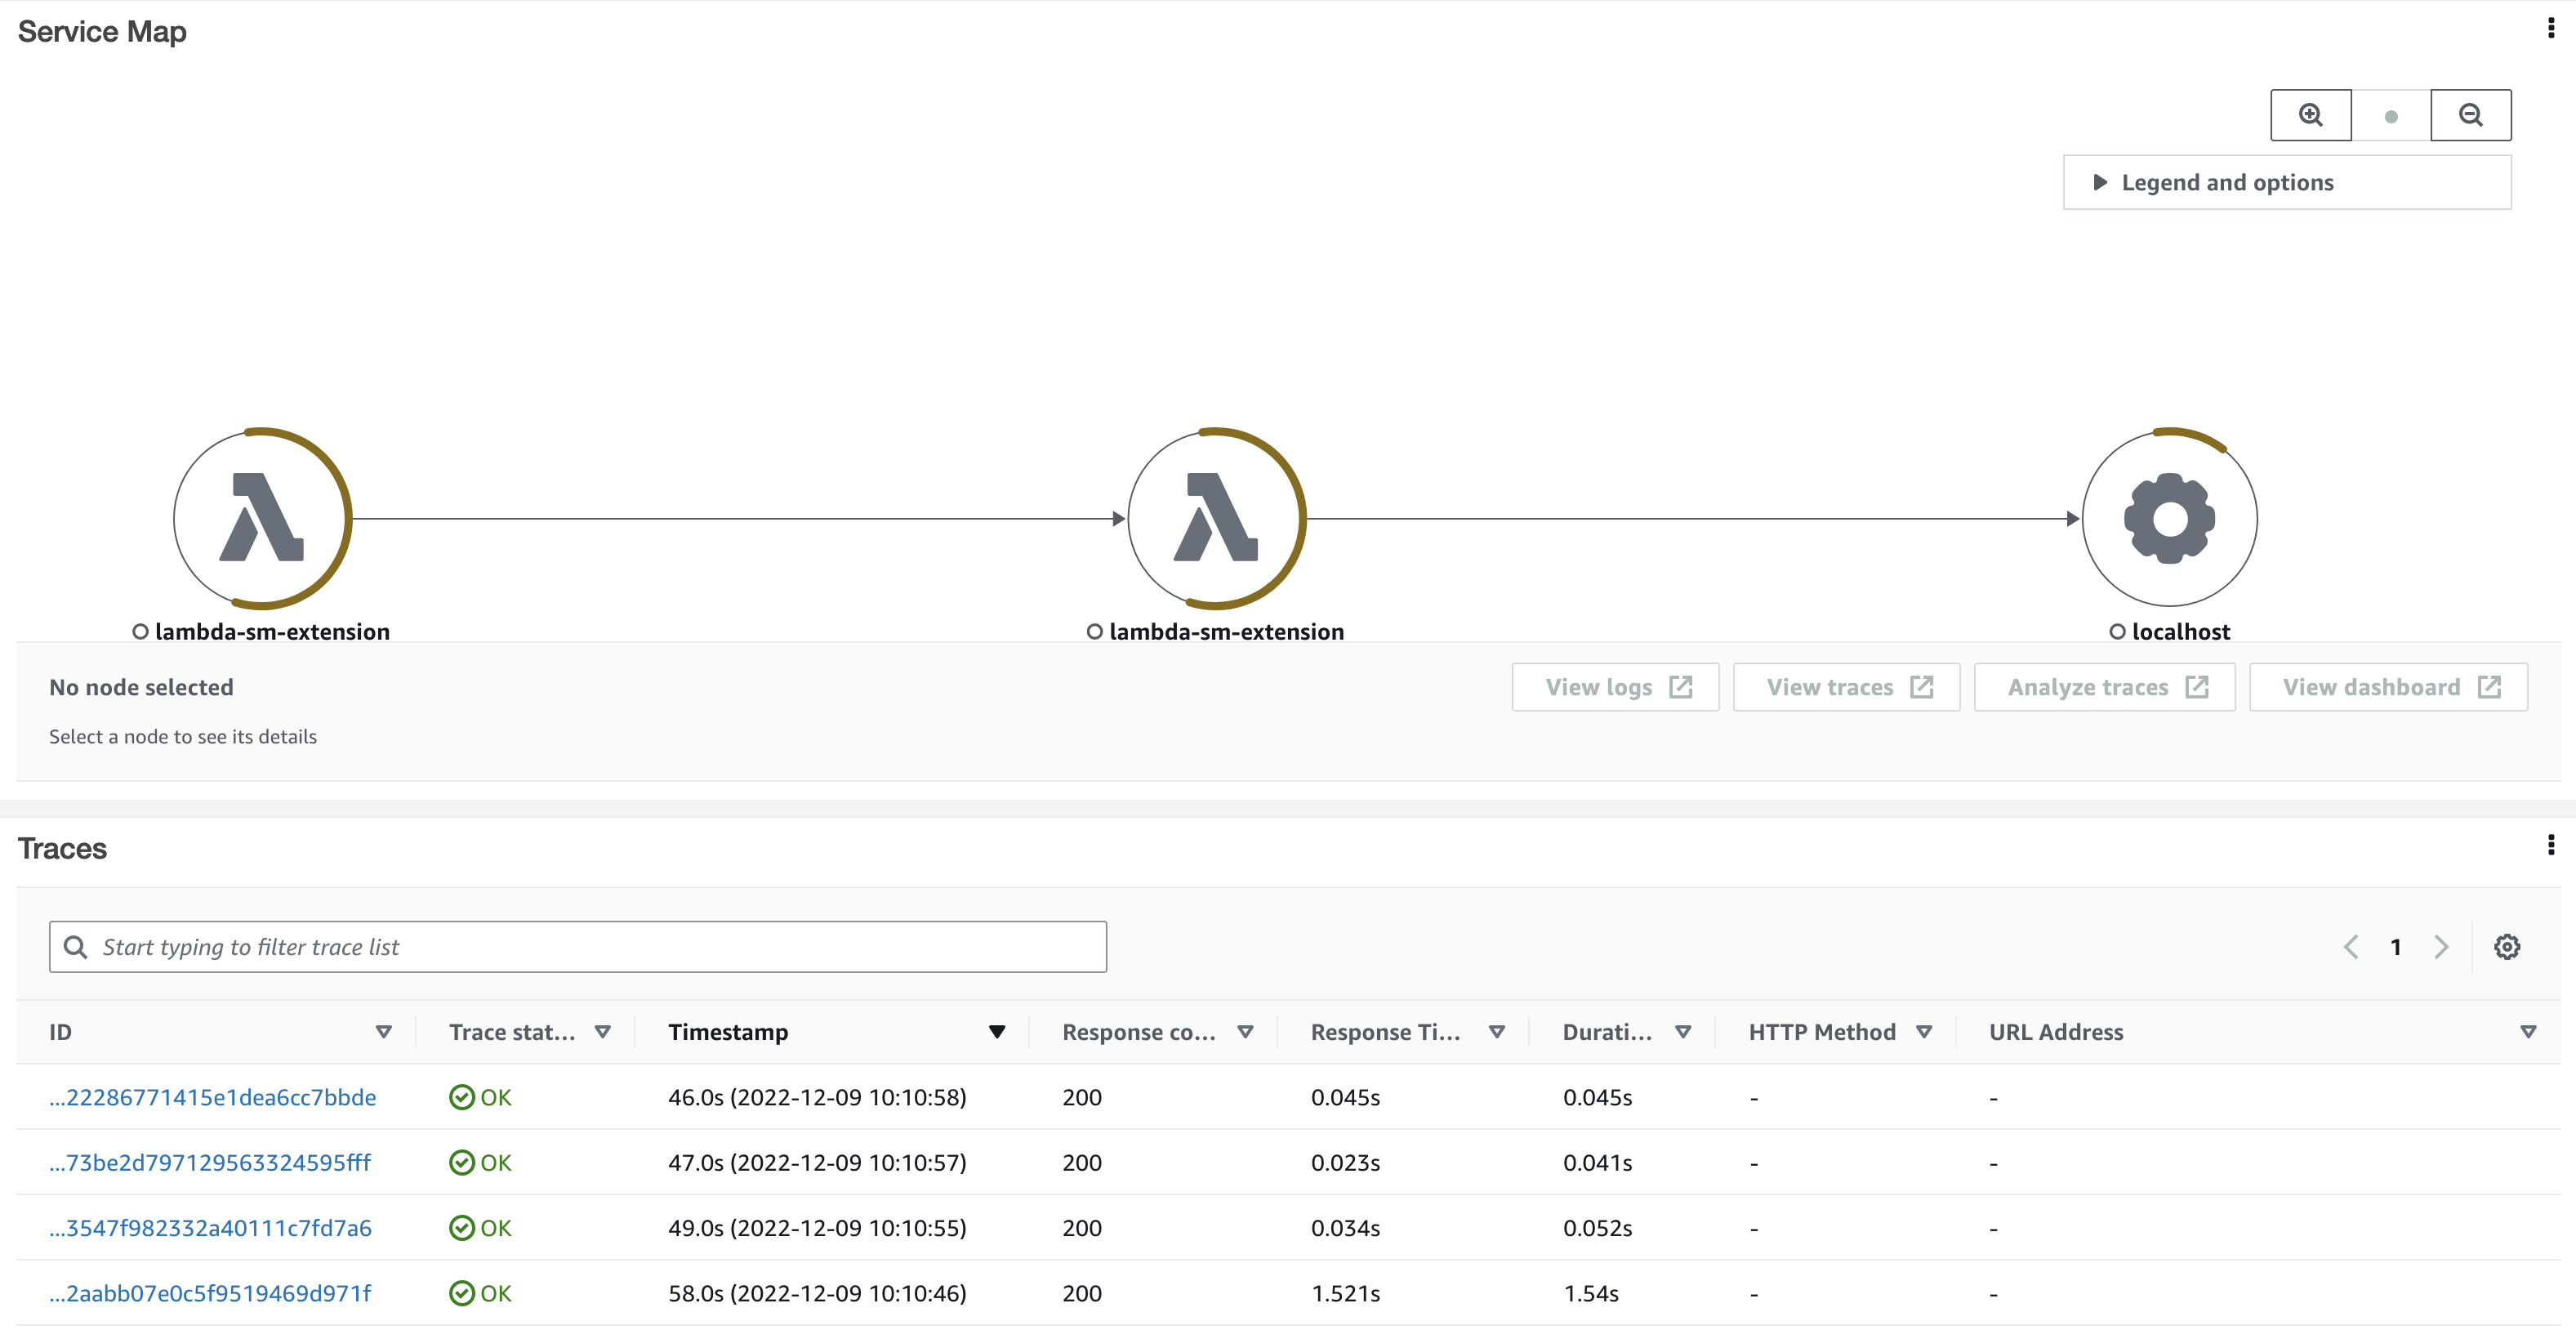 Service Map
Legend and options
lambda-sm-extension lambda-sm-extension localhost
No node selected View logs View traces Analyze traces View dashboard
Select a node to see its details
Traces
Start typing to filter trace list 1
ID Trace stat... Timestamp Response co... Response Ti... Durati... HTTP Method URL Address
...22286771415e1dea6cc7bbde OK 46.0s (2022-12-09 10:10:58) 200 0.045s 0.045s - -
...73be2d797129563324595fff OK 47.0s (2022-12-09 10:10:57) 200 0.023s 0.041s - -
...3547f982332a40111c7fd7a6 OK 49.0s (2022-12-09 10:10:55) 200 0.034s 0.052s - -
...2aabb07e0c5f9519469d971f OK 58.0s (2022-12-09 10:10:46) 200 1.521s 1.54s - -